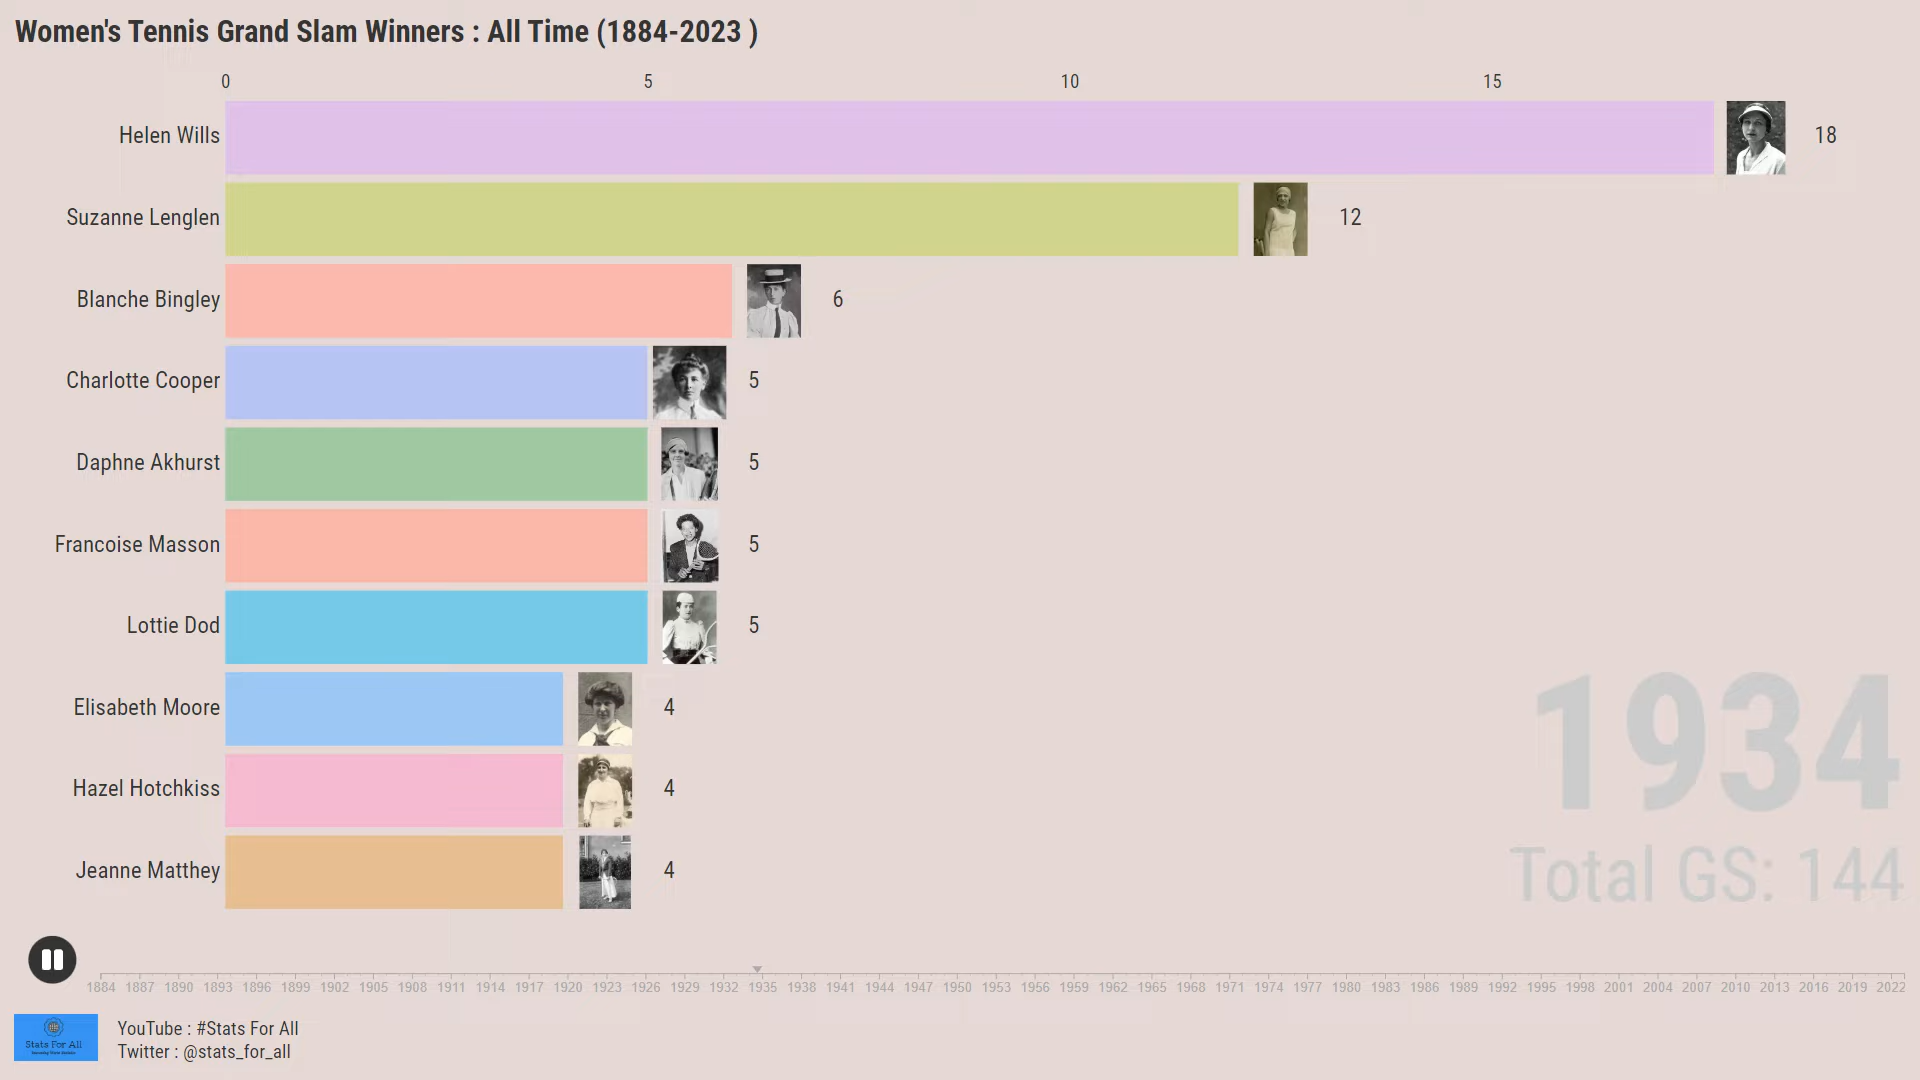 Women's Tennis Grand Slam Winners : All Time (1884-2023 )
0 5 10 15
Helen Wills 18
Suzanne Lenglen 12
Blanche Bingley 6
Charlotte Cooper 5
Daphne Akhurst 5
Francoise Masson 5
Lottie Dod 5
Elisabeth Moore 4
Hazel Hotchkiss 4
Jeanne Matthey 4
1934
Total GS: 144
1884 1887 1890 1893 1896 1899 1902 1905 1908 1911 1914 1917 1920 1923 1926 1929 1932 1935 1938 1941 1944 1947 1950 1953 1956 1959 1962 1965 1968 1971 1974 1977 1980 1983 1986 1989 1992 1995 1998 2001 2004 2007 2010 2013 2016 2019 2022
Stats For All
YouTube : #Stats For All
Twitter : @stats_for_all